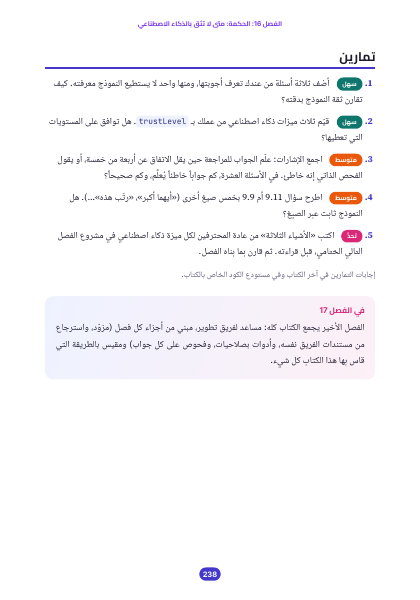 الفصل 16: الحكمة: متى لا تثق بالذكاء الاصطناعي
تمارين
1. سهل أضف ثلاثة أسئلة من عندك تعرف أجوبتها، ومنها واحد لا يستطيع النموذج معرفته. كيف
تقارن ثقة النموذج بدقته؟
2. سهل قيّم ثلاث ميزات ذكاء اصطناعي من عملك بـ trustLevel. هل توافق على المستويات
التي تعطيها؟
3. متوسط اجمع الإشارات: علّم الجواب للمراجعة حين يقل الاتفاق عن أربعة من خمسة، أو يقول
الفحص الذاتي إنه خاطئ. في الأسئلة العشرة، كم جواباً خاطئاً يُعلَّم، وكم صحيحاً؟
4. متوسط اطرح سؤال 9.11 أم 9.9 بخمس صيغ أخرى («أيهما أكبر»، «رتّب هذه»...). هل
النموذج ثابت عبر الصيغ؟
5. تحدٍّ اكتب «الأشياء الثلاثة» من عادة المحترفين لكل ميزة ذكاء اصطناعي في مشروع الفصل
التالي الختامي، قبل قراءته. ثم قارن بما بناه الفصل.
إجابات التمارين في آخر الكتاب وفي مستودع الكود الخاص بالكتاب.
في الفصل 17
الفصل الأخير يجمع الكتاب كله: مساعد لفريق تطوير، مبني من أجزاء كل فصل (مزوّد، واسترجاع
من مستندات الفريق نفسه، وأدوات بصلاحيات، وفحوص على كل جواب) ومقيس بالطريقة التي
قاس بها هذا الكتاب كل شيء.
238